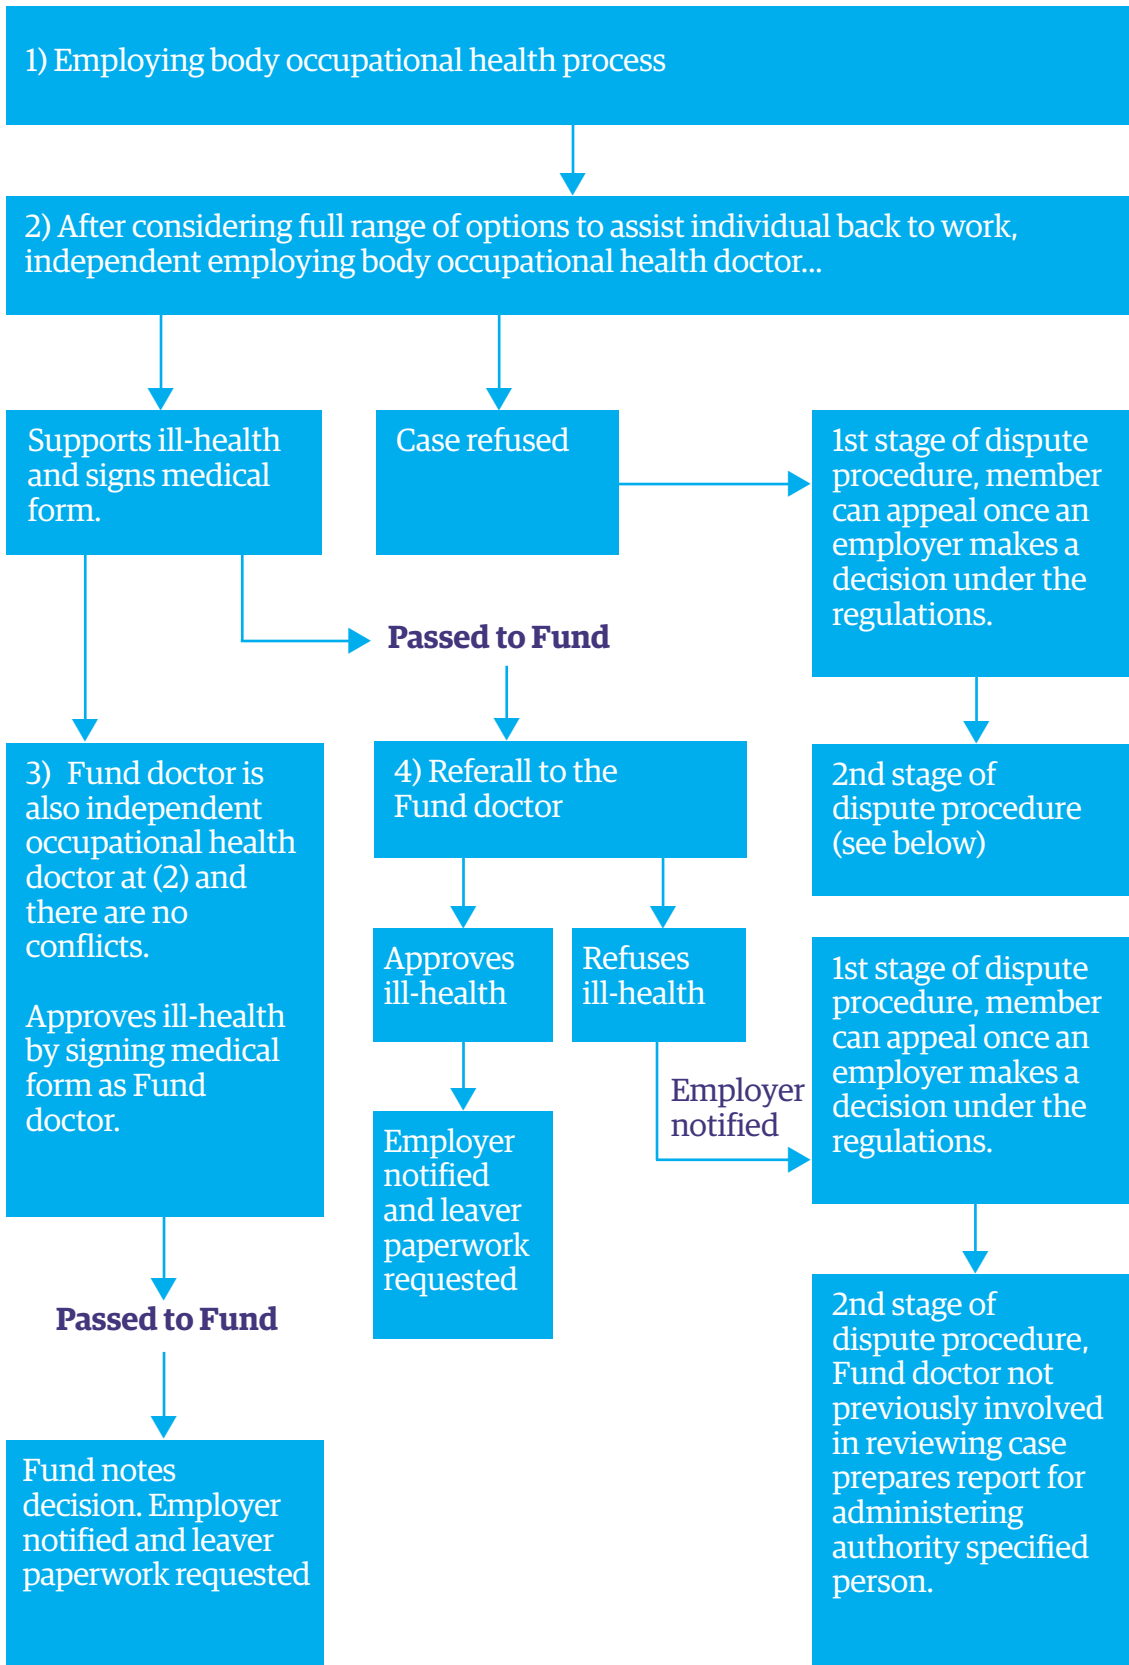 1) Employing body occupational health process
2) After considering full range of options to assist individual back to work,
independent employing body occupational health doctor...
Supports ill-health
and signs medical
form.
Case refused
1st stage of dispute
procedure, member
can appeal once an
employer makes a
decision under the
regulations.
Passed to Fund
3) Fund doctor is
also independent
occupational health
doctor at (2) and
there are no
conflicts.
Approves ill-health
by signing medical
form as Fund
doctor.
4) Referall to the
Fund doctor
2nd stage of
dispute procedure
(see below)
Approves
ill-health
Refuses
ill-health
Employer
notified
1st stage of dispute
procedure, member
can appeal once an
employer makes a
decision under the
regulations.
Employer
notified
and leaver
paperwork
requested
Passed to Fund
2nd stage of
dispute procedure,
Fund doctor not
previously involved
in reviewing case
prepares report for
administering
authority specified
person.
Fund notes
decision. Employer
notified and leaver
paperwork requested